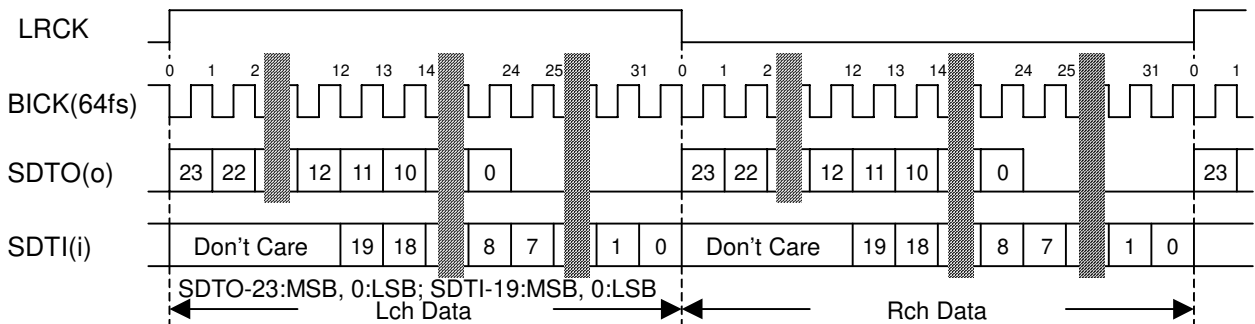 LRCK
0 1 2 12 13 14 24 25 31 0 1 2 12 13 14 24 25 31 0 1
BICK(64fs)
SDTO(o) 23 22 12 11 10 0 23 22 12 11 10 0 23
SDTI(i) Don't Care 19 18 8 7 1 0 Don't Care 19 18 8 7 1 0
SDTO-23:MSB, 0:LSB; SDTI-19:MSB, 0:LSB
Lch Data Rch Data